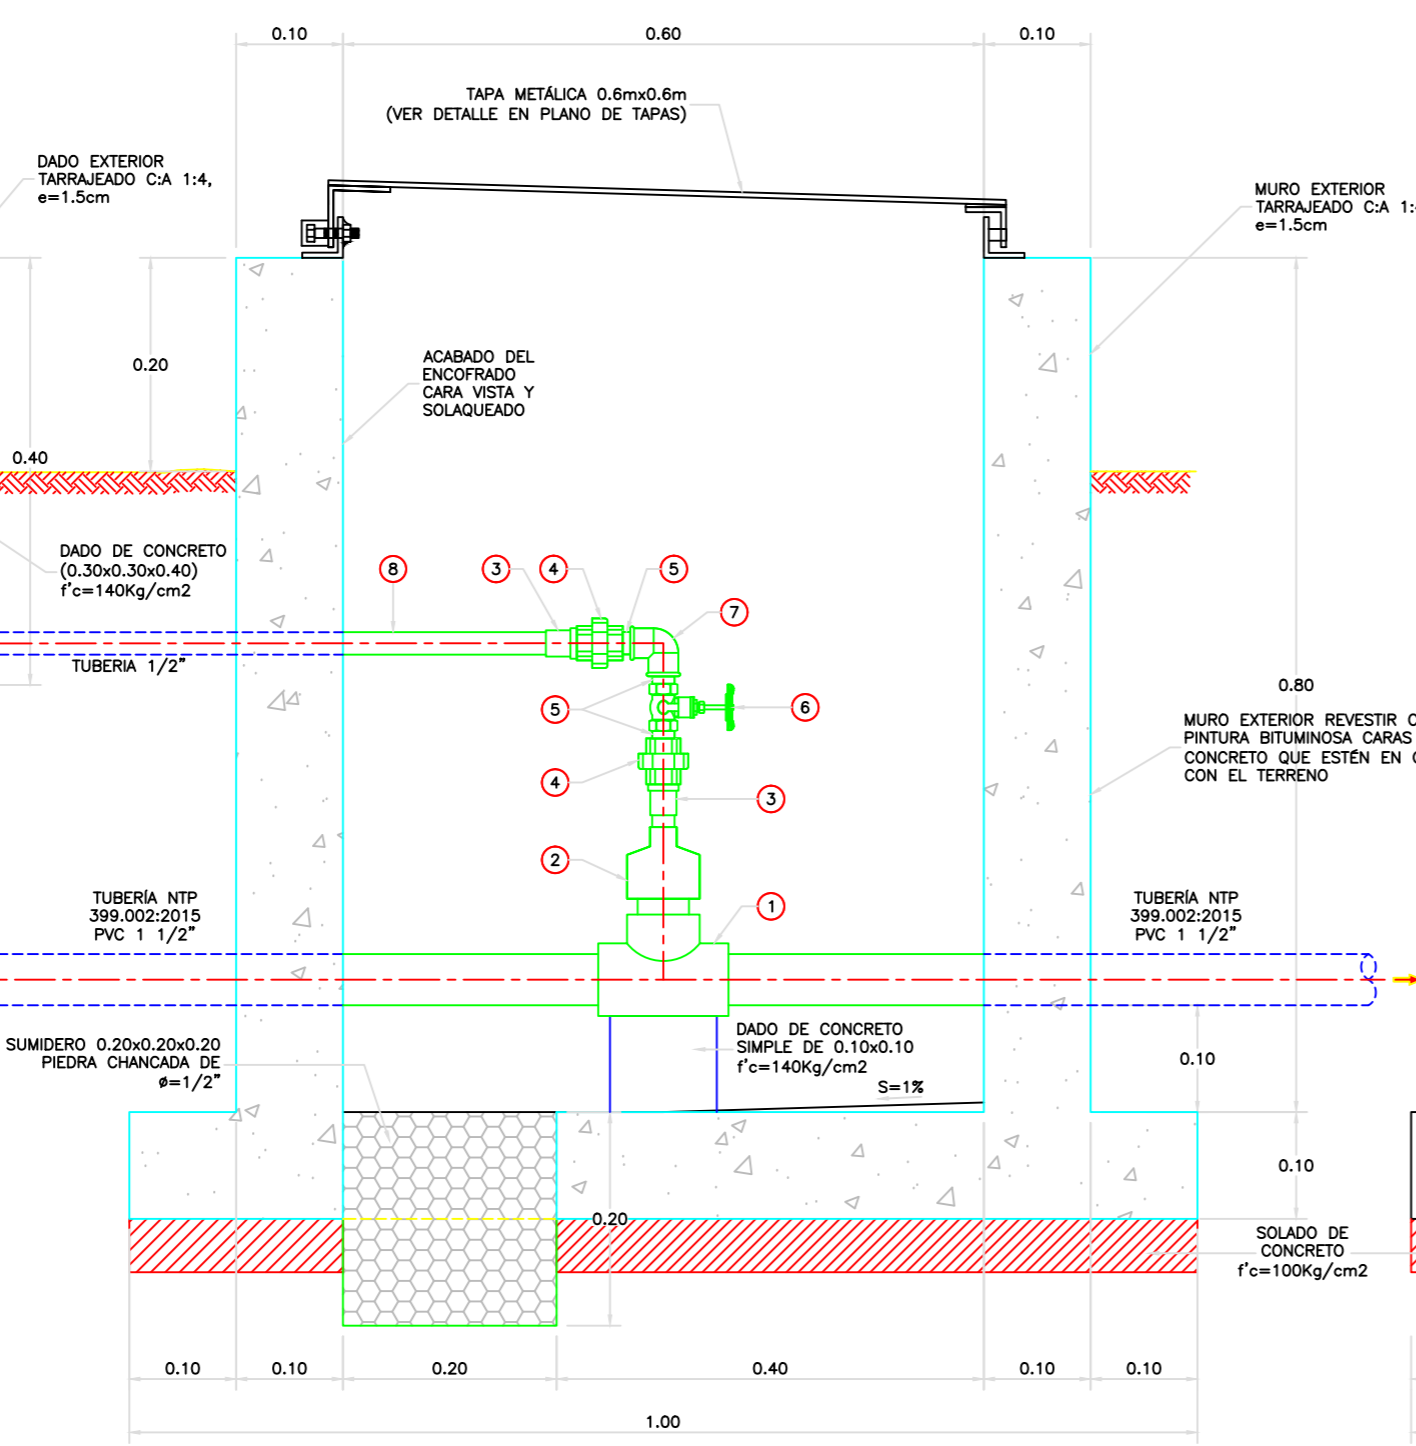 0.10
0.60
0.10
TAPA METÁLICA 0.6mx0.6m
(VER DETALLE EN PLANO DE TAPAS)
DADO EXTERIOR
TARRAJEADO C:A 1:4,
e=1.5cm
MURO EXTERIOR
TARRAJEADO C:A 1:
e=1.5cm
0.20
ACABADO DEL
ENCOFRADO
CARA VISTA Y
SOLAQUEADO
0.40
DADO DE CONCRETO
(0.30x0.30x0.40)
f'c=140Kg/cm2
8
3
4
5
7
TUBERIA 1/2"
5
6
0.80
MURO EXTERIOR REVESTIR
PINTURA BITUMINOSA CARAS
CONCRETO QUE ESTÉN EN
CON EL TERRENO
4
3
2
1
TUBERÍA NTP
399.002:2015
PVC 1 1/2"
TUBERÍA NTP
399.002:2015
PVC 1 1/2"
SUMIDERO 0.20x0.20x0.20
PIEDRA CHANCADA DE
ø=1/2"
DADO DE CONCRETO
SIMPLE DE 0.10x0.10
f'c=140Kg/cm2
S=1%
0.10
0.10
0.20
SOLADO DE
CONCRETO
f'c=100Kg/cm2
0.10
0.10
0.20
0.40
0.10
0.10
1.00